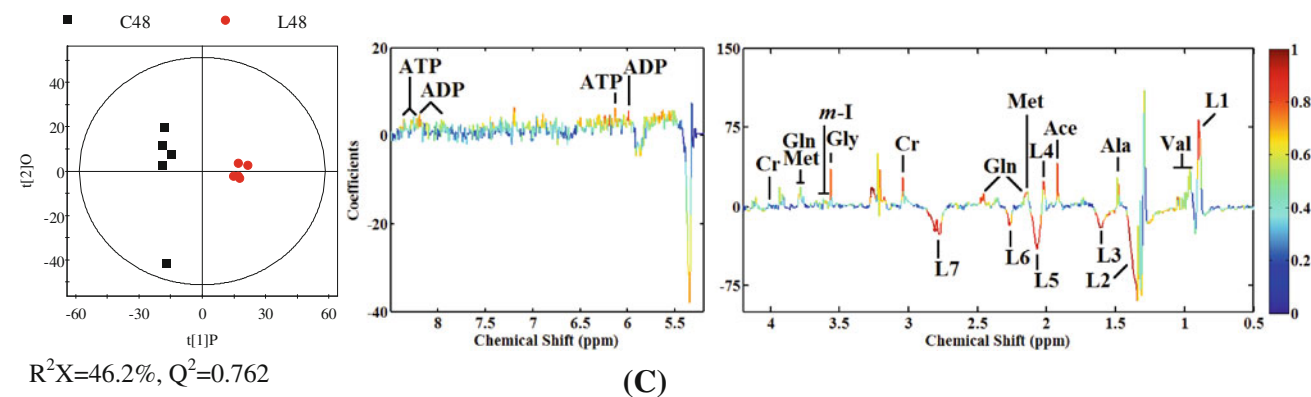 C48 L48
t[2]O
40
20
0
-20
-40
-60 -30 0 30 60
t[1]P
R²X=46.2%, Q²=0.762
Coefficients
20
0
-20
-40
ATP
ADP
ATP ADP
8 7.5 7 6.5 6 5.5
Chemical Shift (ppm)
(C)
150
75
0
-75
Cr
Gln
Met
m-I
Gly
Cr
Gln
Met
L4
Ace
Ala
Val
L1
L7
L6
L5
L3
L2
4 3.5 3 2.5 2 1.5 1 0.5
Chemical Shift (ppm)
1
0.8
0.6
0.4
0.2
0